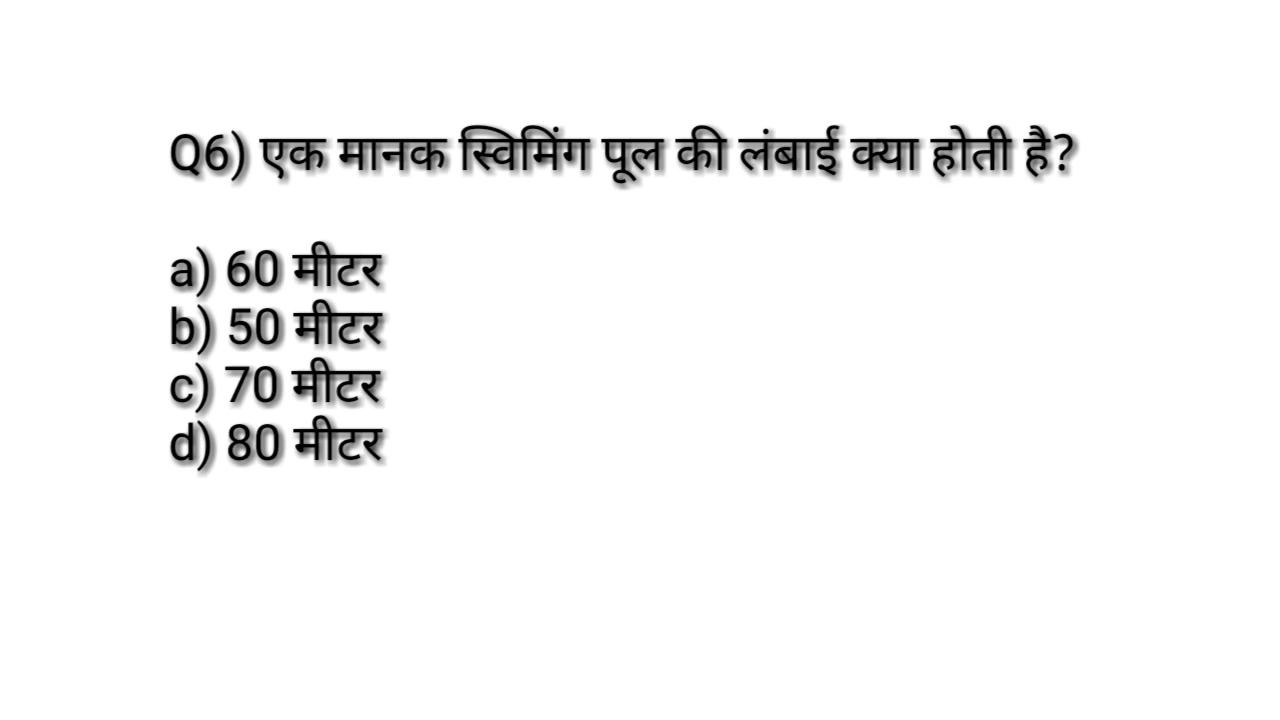 Q6) एक मानक स्विमिंग पूल की लंबाई क्या होती है?
a) 60 मीटर
b) 50 मीटर
c) 70 मीटर
d) 80 मीटर